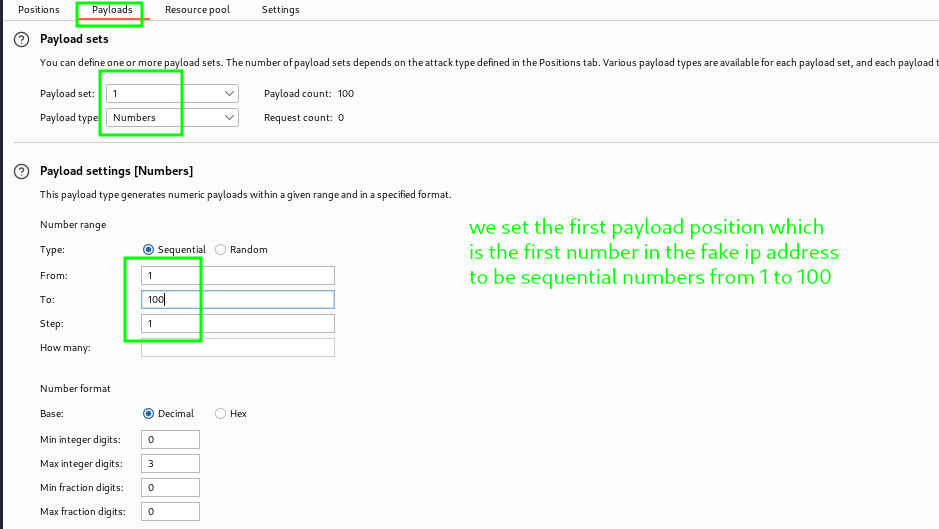 Positions Payloads Resource pool Settings
Payload sets
You can define one or more payload sets. The number of payload sets depends on the attack type defined in the Positions tab. Various payload types are available for each payload set, and each payload t
Payload set: 1 Payload count: 100
Payload type Numbers Request count: 0
Payload settings [Numbers]
This payload type generates numeric payloads within a given range and in a specified format.
Number range
we set the first payload position which
Type: Sequential Random
is the first number in the fake ip address
From: 1
to be sequential numbers from 1 to 100
To: 100
Step: 1
How many:
Number format
Base: Decimal Hex
Min integer digits: 0
Max integer digits: 3
Min fraction digits: 0
Max fraction digits: 0